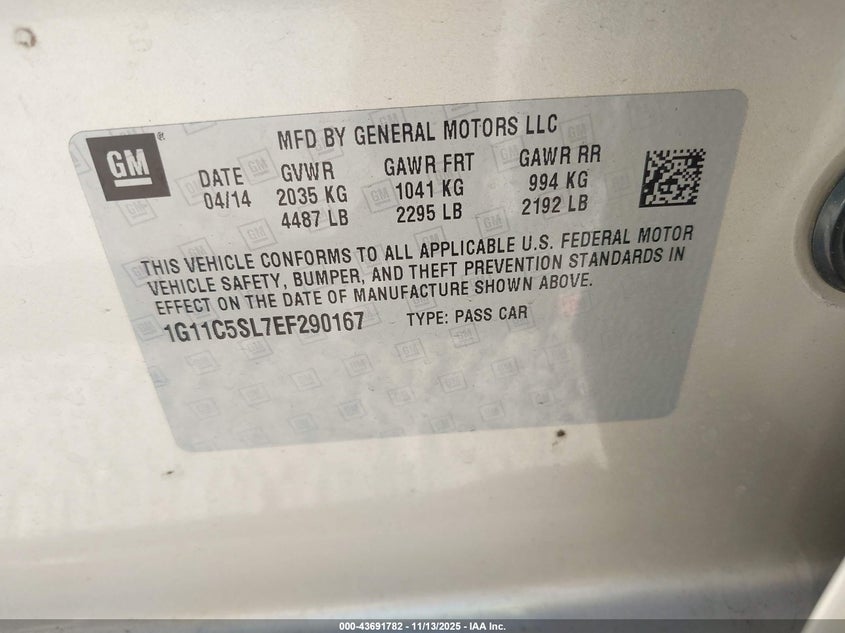 GM
MFD BY GENERAL MOTORS LLC
DATE GVWR GAWR FRT GAWR RR
04/14 2035 KG 1041 KG 994 KG
4487 LB 2295 LB 2192 LB
THIS VEHICLE CONFORMS TO ALL APPLICABLE U.S. FEDERAL MOTOR
VEHICLE SAFETY, BUMPER, AND THEFT PREVENTION STANDARDS IN
EFFECT ON THE DATE OF MANUFACTURE SHOWN ABOVE.
1G11C5SL7EF290167 TYPE: PASS CAR
000-43691782 - 11/13/2025 - IAA Inc.